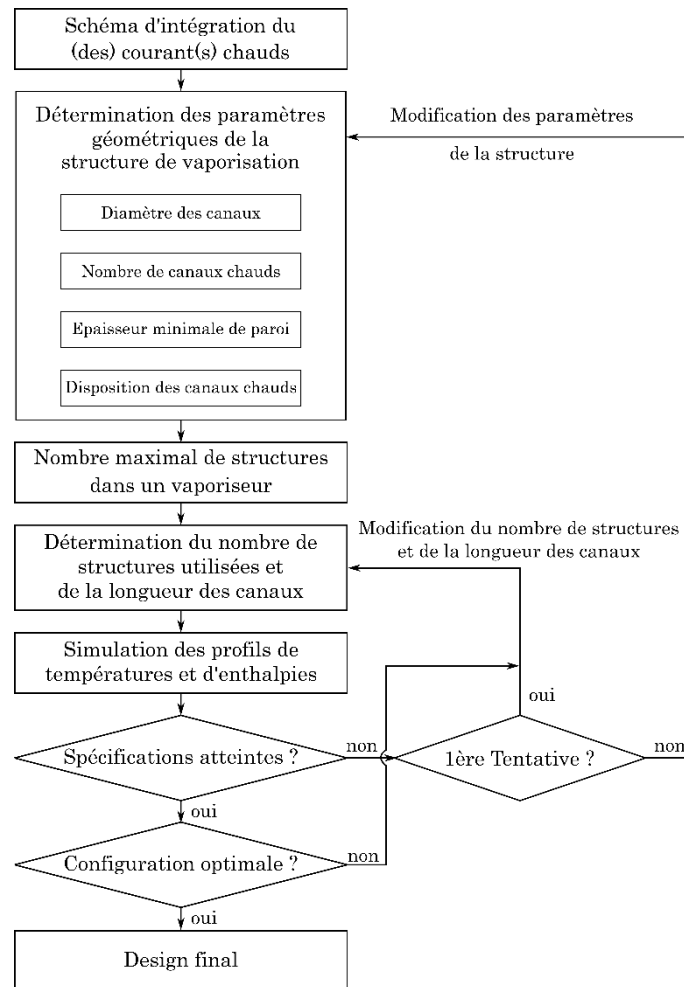 Schéma d'intégration du
(des) courant(s) chauds
Détermination des paramètres
géométriques de la
structure de vaporisation
Modification des paramètres
de la structure
Diamètre des canaux
Nombre de canaux chauds
Epaisseur minimale de paroi
Disposition des canaux chauds
Nombre maximal de structures
dans un vaporiseur
Détermination du nombre de
structures utilisées et
de la longueur des canaux
Modification du nombre de structures
et de la longueur des canaux
Simulation des profils de
températures et d'enthalpies
oui
Spécifications atteintes ?
non
1ère Tentative ?
non
oui
Configuration optimale ?
non
oui
Design final